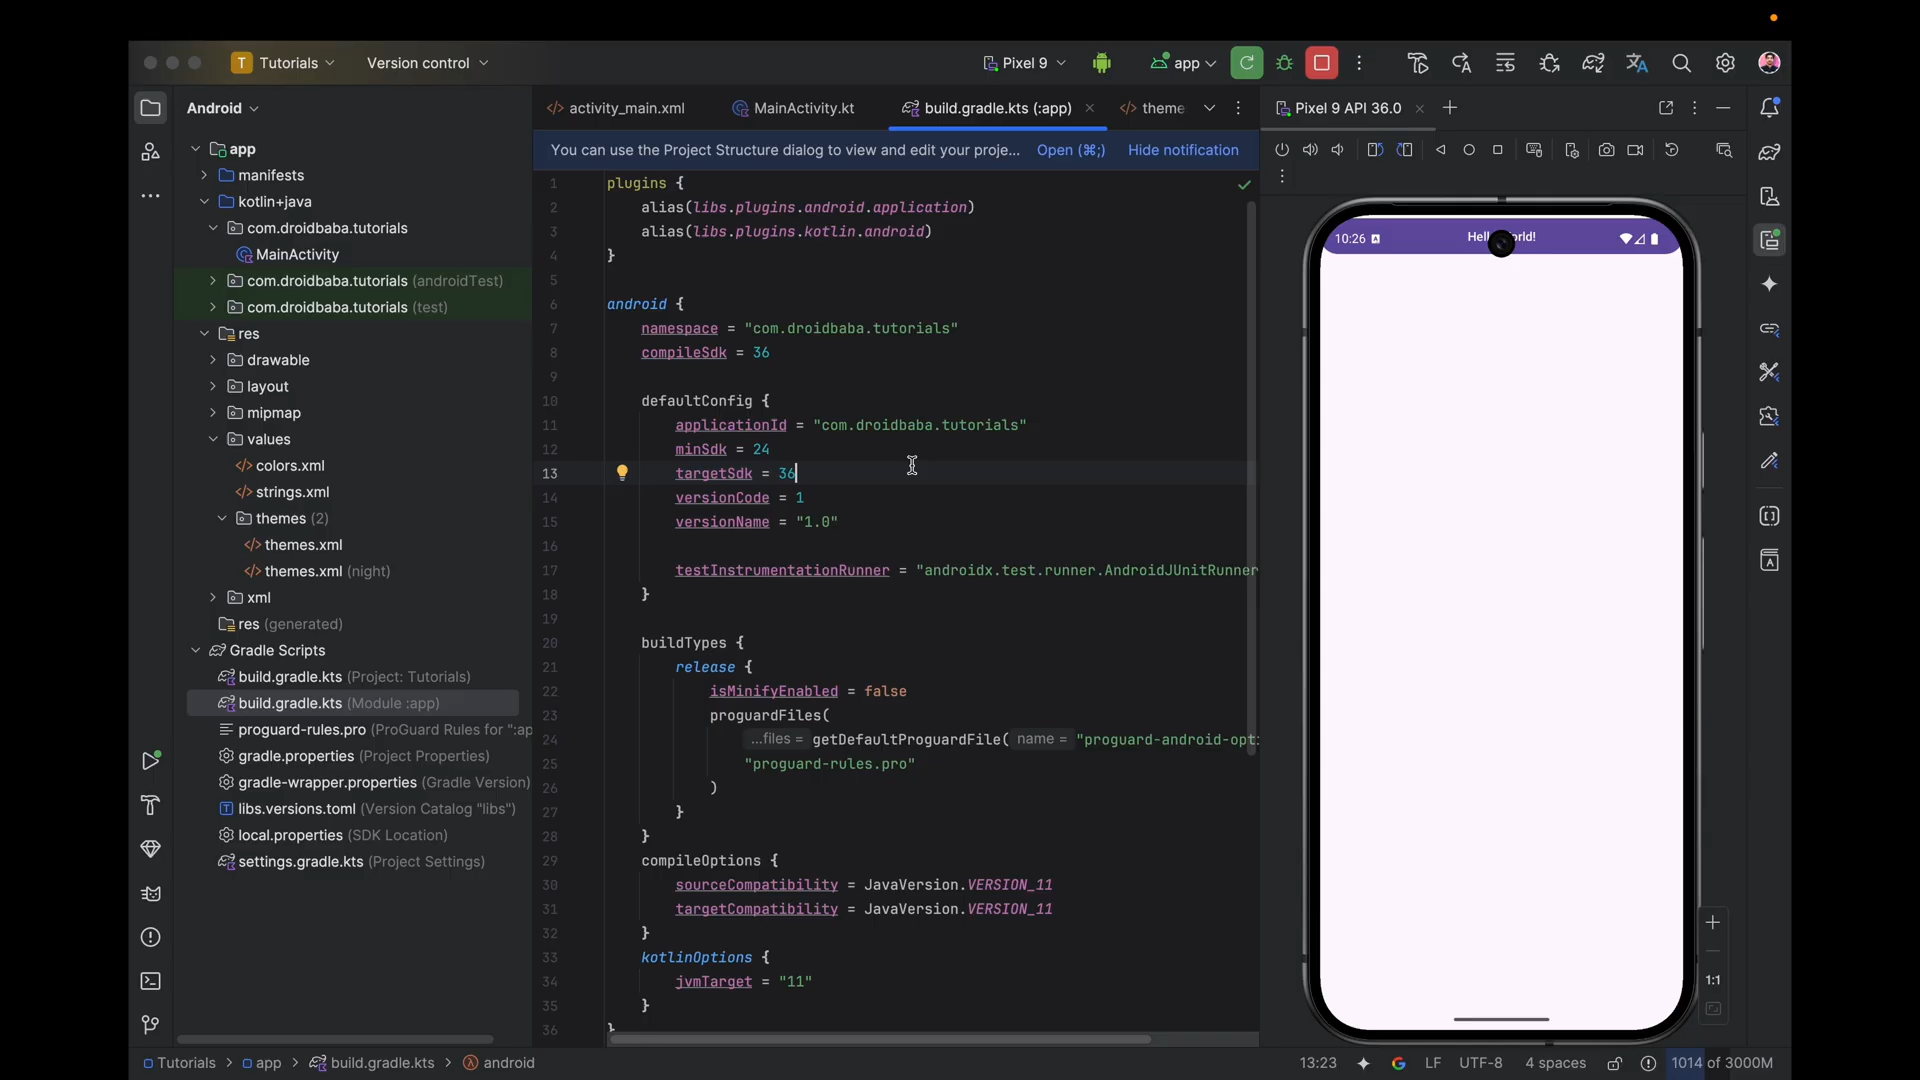 T Tutorials
Version control
Pixel 9
app
Android
app
manifests
kotlin+java
com.droidbaba.tutorials
MainActivity
com.droidbaba.tutorials (androidTest)
com.droidbaba.tutorials (test)
res
drawable
layout
mipmap
values
colors.xml
strings.xml
themes (2)
themes.xml
themes.xml (night)
xml
res (generated)
Gradle Scripts
build.gradle.kts (Project: Tutorials)
build.gradle.kts (Module :app)
proguard-rules.pro (ProGuard Rules for ":ap
gradle.properties (Project Properties)
gradle-wrapper.properties (Gradle Version)
libs.versions.toml (Version Catalog "libs")
local.properties (SDK Location)
settings.gradle.kts (Project Settings)
activity_main.xml
MainActivity.kt
build.gradle.kts (:app)
theme
You can use the Project Structure dialog to view and edit your proje... Open (⌘;) Hide notification
1 plugins {
2 alias(libs.plugins.android.application)
3 alias(libs.plugins.kotlin.android)
4 }
5
6 android {
7 namespace = "com.droidbaba.tutorials"
8 compileSdk = 36
9
10 defaultConfig {
11 applicationId = "com.droidbaba.tutorials"
12 minSdk = 24
13 targetSdk = 36
14 versionCode = 1
15 versionName = "1.0"
16
17 testInstrumentationRunner = "androidx.test.runner.AndroidJUnitRunner
18 }
19
20 buildTypes {
21 release {
22 isMinifyEnabled = false
23 proguardFiles(
24 ...files = getDefaultProguardFile( name = "proguard-android-opti
25 "proguard-rules.pro"
26 )
27 }
28 }
29 compileOptions {
30 sourceCompatibility = JavaVersion.VERSION_11
31 targetCompatibility = JavaVersion.VERSION_11
32 }
33 kotlinOptions {
34 jvmTarget = "11"
35 }
36 }
Pixel 9 API 36.0
10:26
1:1
Tutorials > app > build.gradle.kts > android
13:23 LF UTF-8 4 spaces 1014 of 3000M